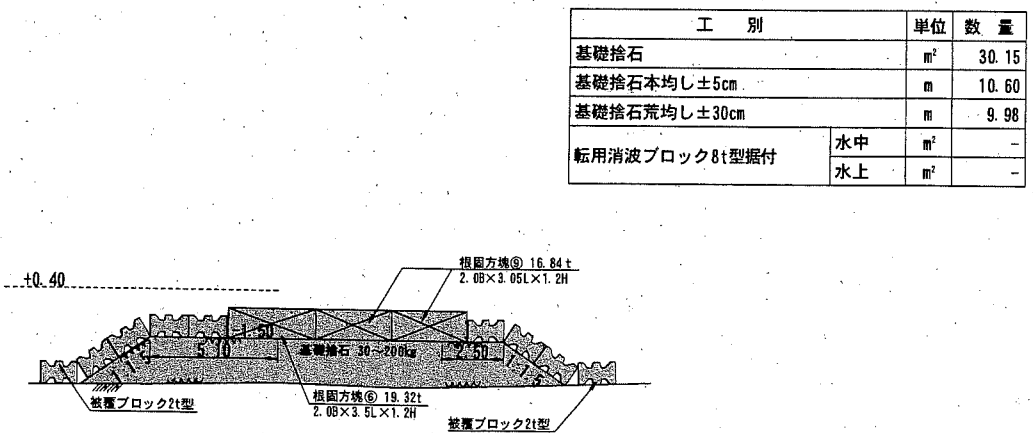 工 別 単位 数 量
基礎捨石 m² 30.15
基礎捨石本均し±5cm m 10.60
基礎捨石荒均し±30cm m 9.98
転用消波ブロック8t型据付 水中 m² -
水上 m² -
根固方塊⑨ 16.84t
2.0B×3.05L×1.2H
+0.40
1.50
5.10 基礎捨石 30~200kg 2.50
1:1.5 1:1.5
被覆ブロック2t型
根固方塊⑥ 19.32t
2.0B×3.5L×1.2H
被覆ブロック2t型